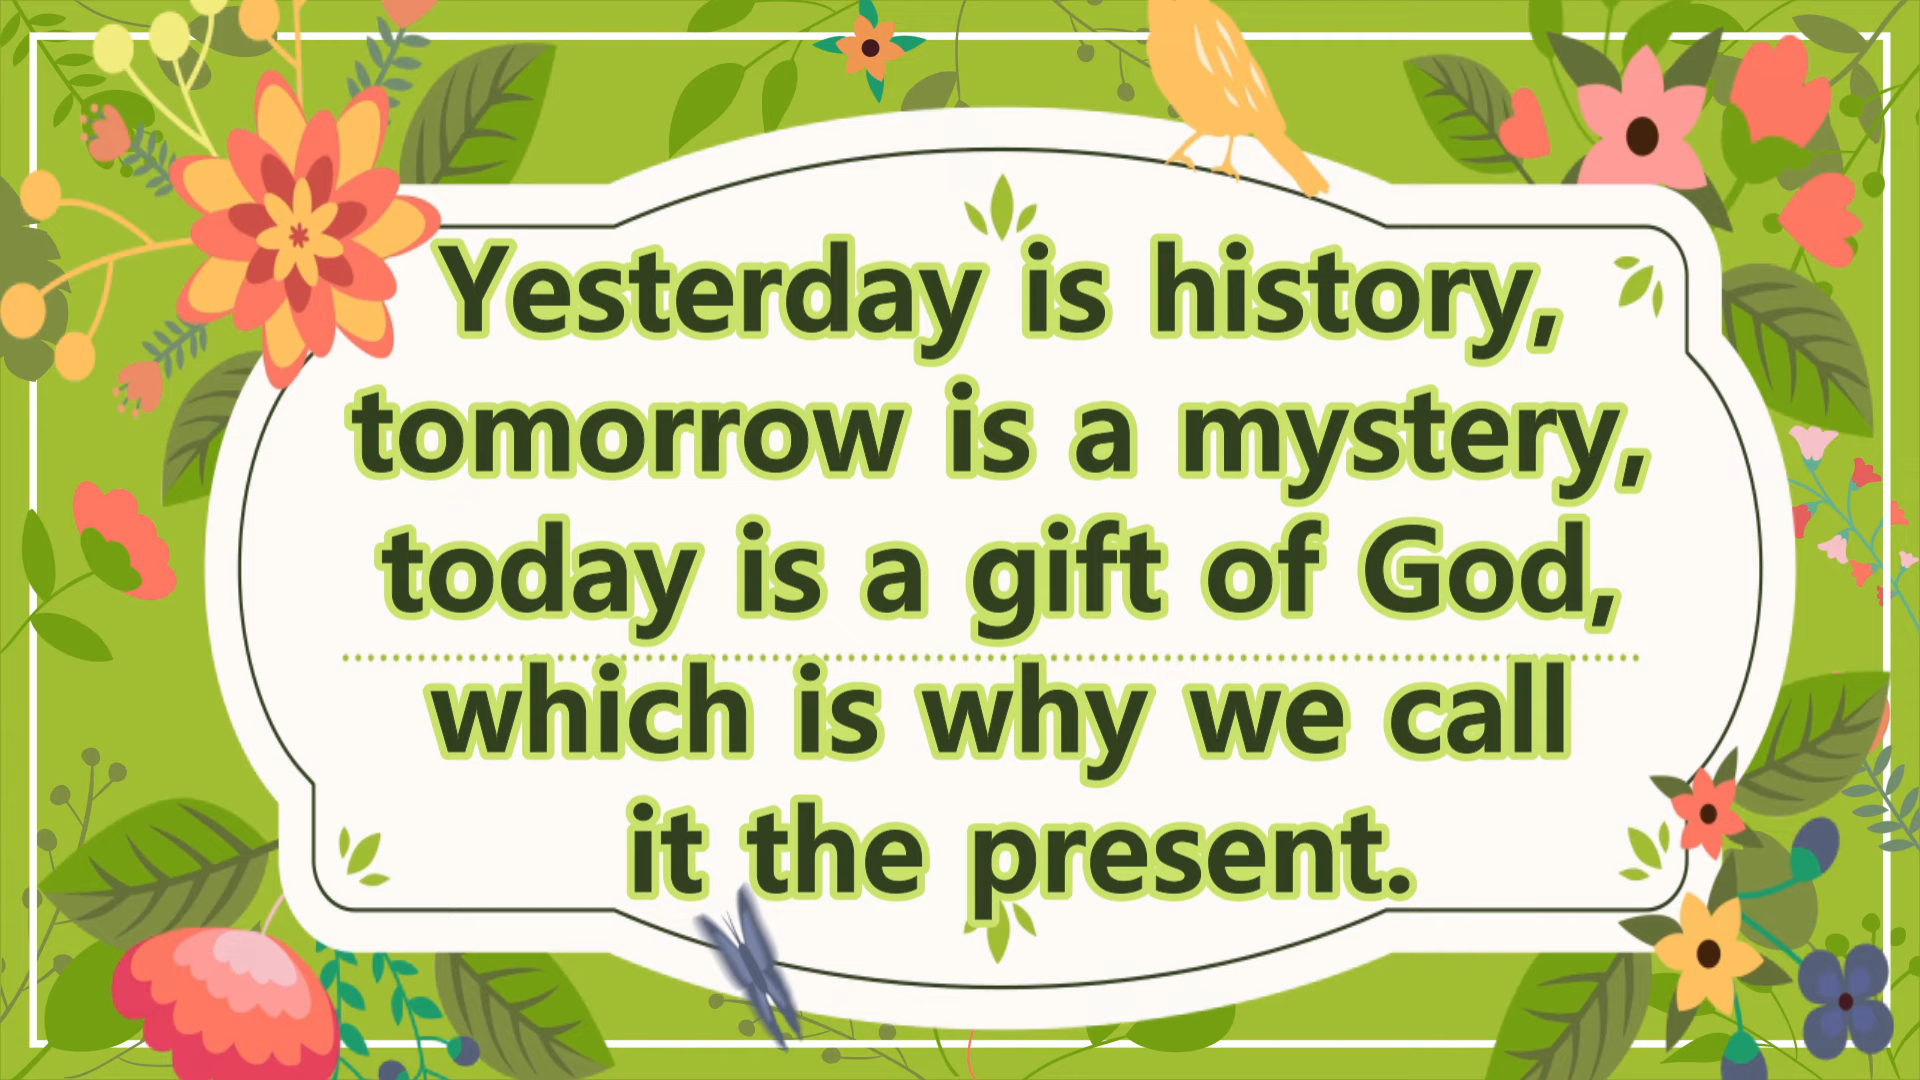 Yesterday is history,
tomorrow is a mystery,
today is a gift of God,
which is why we call
it the present.